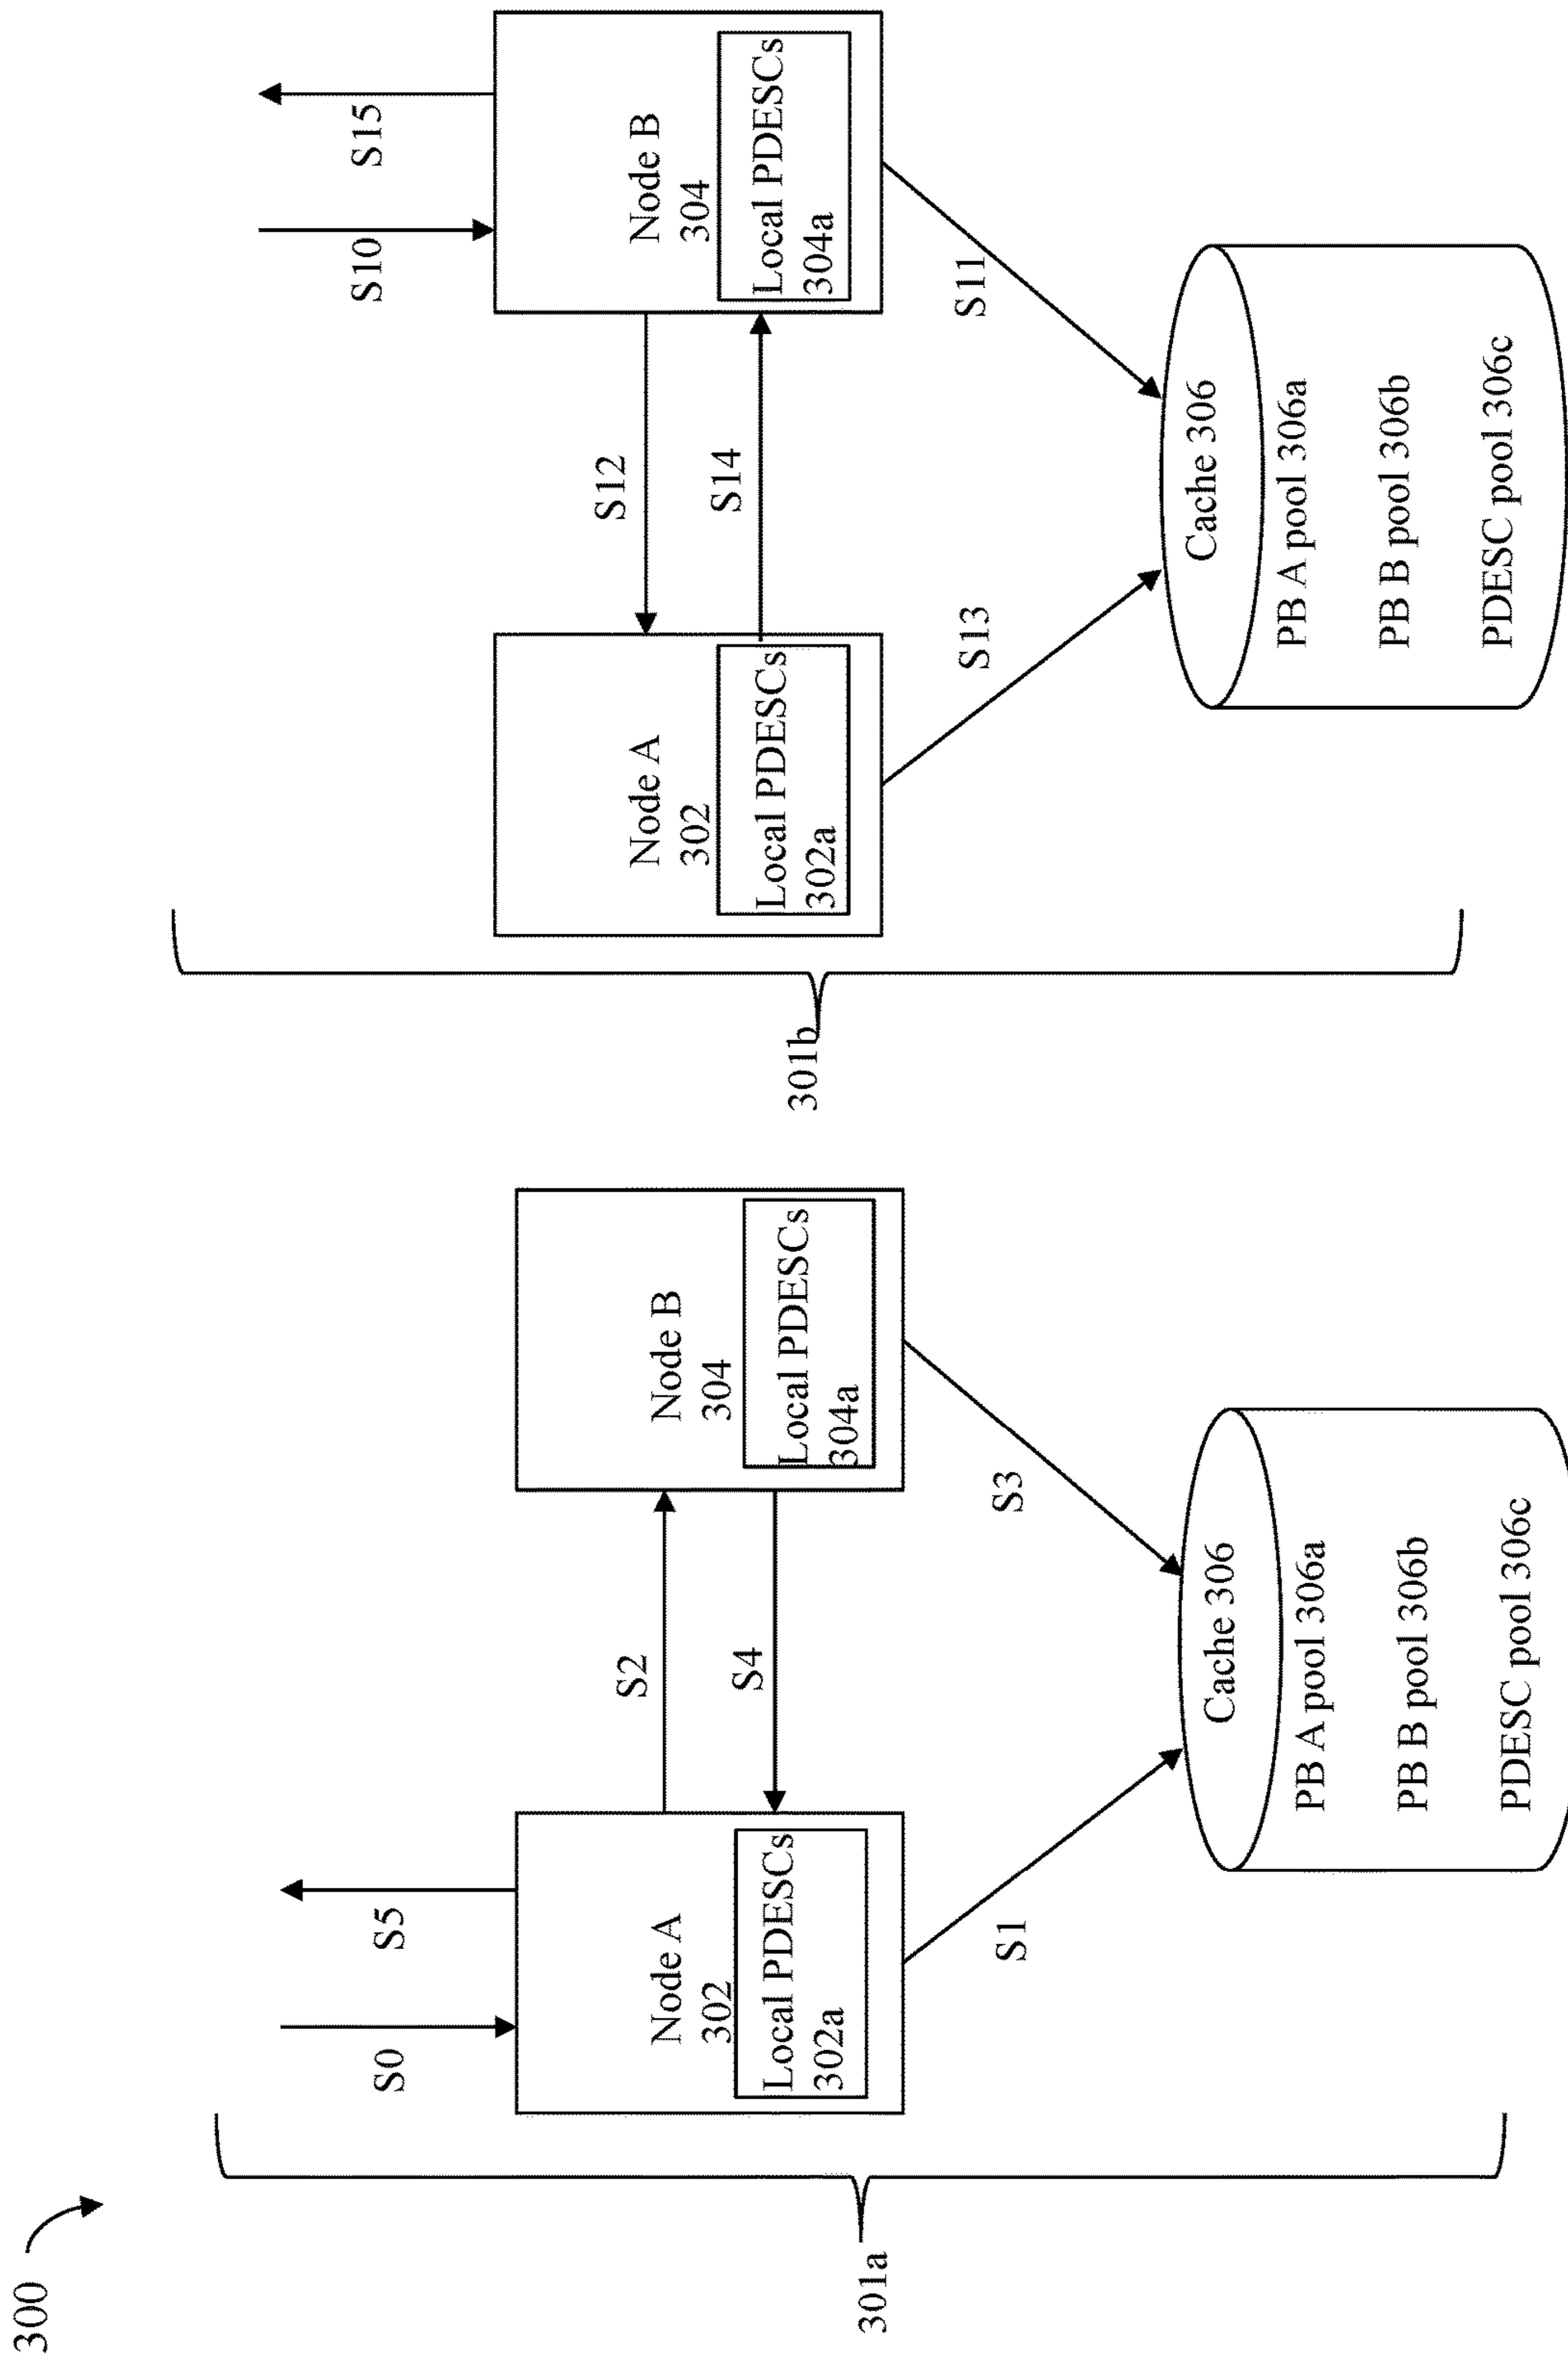 300
301a
S0
S5
Node A
302
Local PDESCs
302a
S2
S4
Node B
304
Local PDESCs
304a
S1
S3
Cache 306
PB A pool 306a
PB B pool 306b
PDESC pool 306c
301b
Node A
302
Local PDESCs
302a
S12
S14
S10
S15
Node B
304
Local PDESCs
304a
S13
S11
Cache 306
PB A pool 306a
PB B pool 306b
PDESC pool 306c